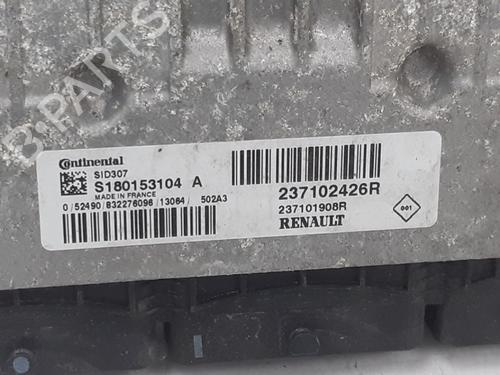 B-PARTS
Continental
SID307
S180153104 A
MADE IN FRANCE
0/52490/832276096/13064/ 502A3
237102426R
237101908R
RENAULT
001